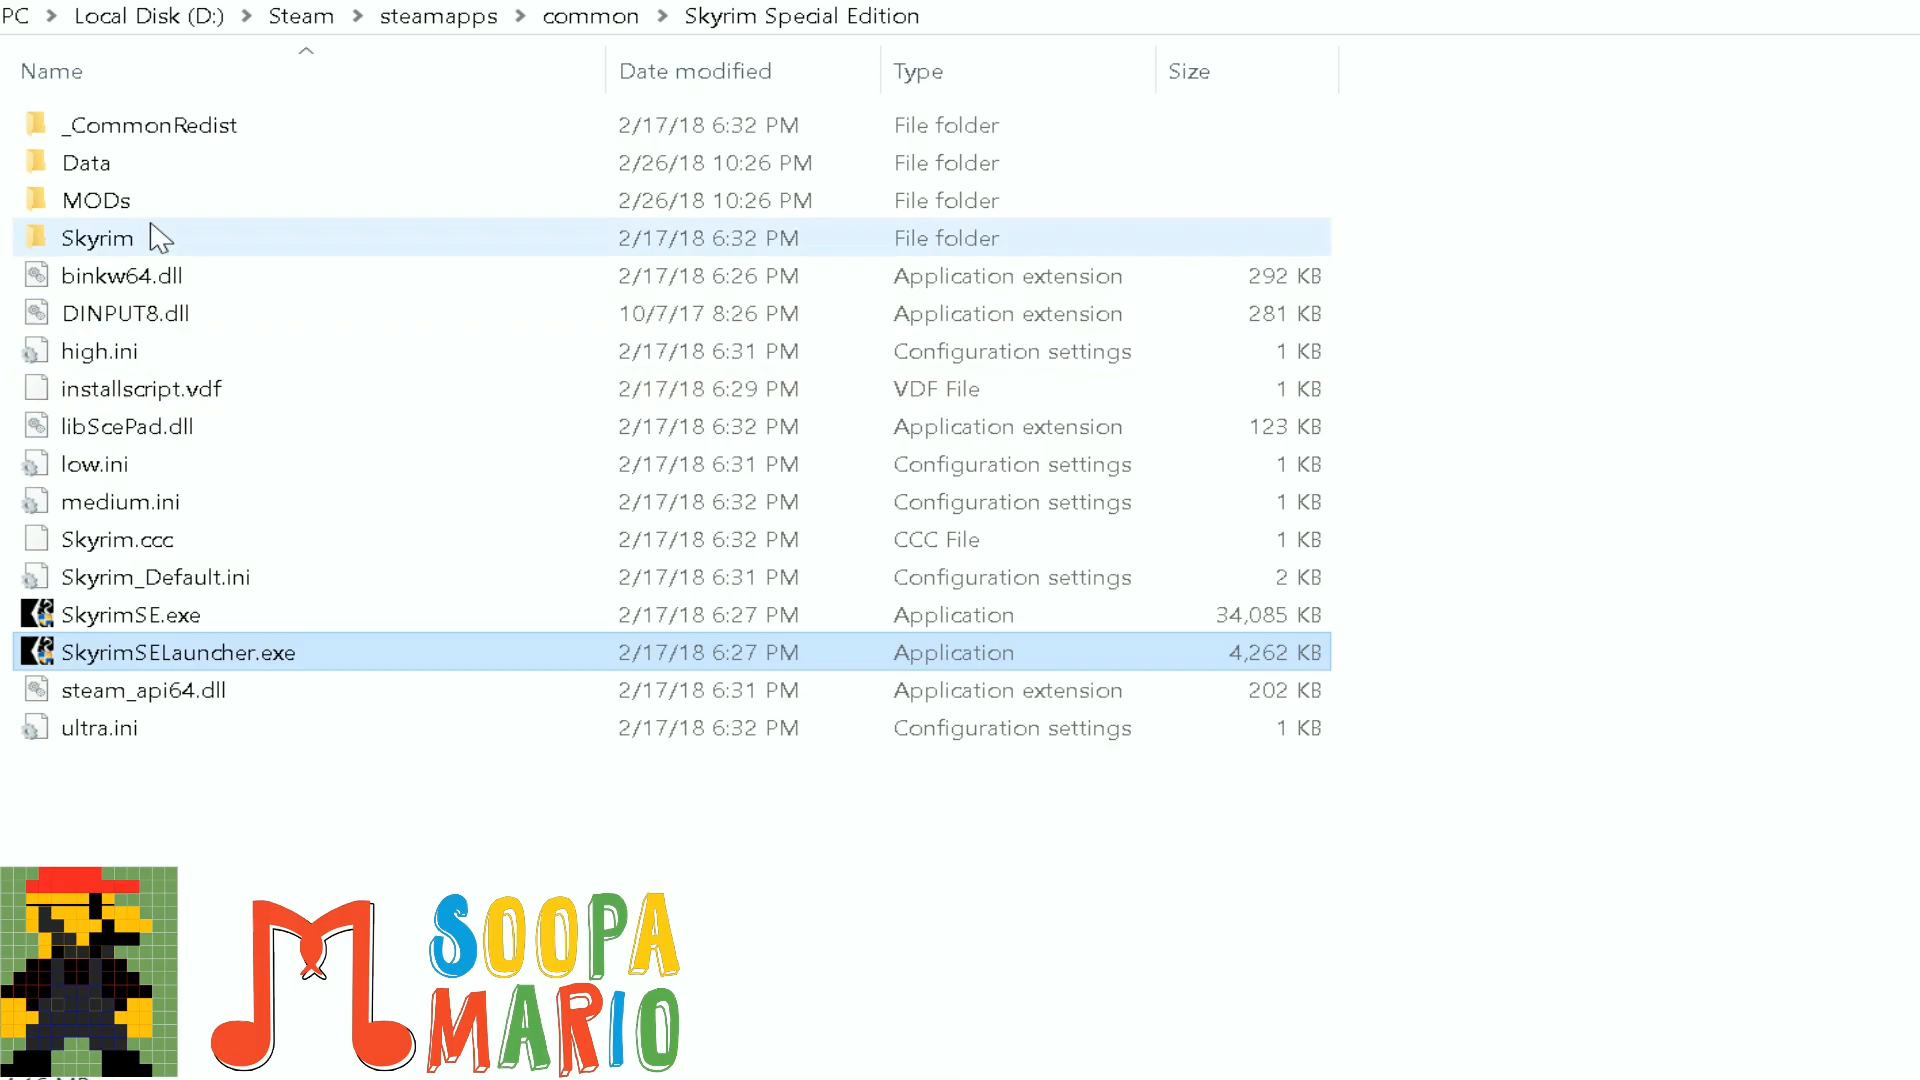 PC > Local Disk (D:) > Steam > steamapps > common > Skyrim Special Edition
Name Date modified Type Size
_CommonRedist 2/17/18 6:32 PM File folder
Data 2/26/18 10:26 PM File folder
MODs 2/26/18 10:26 PM File folder
Skyrim 2/17/18 6:32 PM File folder
binkw64.dll 2/17/18 6:26 PM Application extension 292 KB
DINPUT8.dll 10/7/17 8:26 PM Application extension 281 KB
high.ini 2/17/18 6:31 PM Configuration settings 1 KB
installscript.vdf 2/17/18 6:29 PM VDF File 1 KB
libScePad.dll 2/17/18 6:32 PM Application extension 123 KB
low.ini 2/17/18 6:31 PM Configuration settings 1 KB
medium.ini 2/17/18 6:32 PM Configuration settings 1 KB
Skyrim.ccc 2/17/18 6:32 PM CCC File 1 KB
Skyrim_Default.ini 2/17/18 6:31 PM Configuration settings 2 KB
SkyrimSE.exe 2/17/18 6:27 PM Application 34,085 KB
SkyrimSELauncher.exe 2/17/18 6:27 PM Application 4,262 KB
steam_api64.dll 2/17/18 6:31 PM Application extension 202 KB
ultra.ini 2/17/18 6:32 PM Configuration settings 1 KB
SOOPA
MARIO